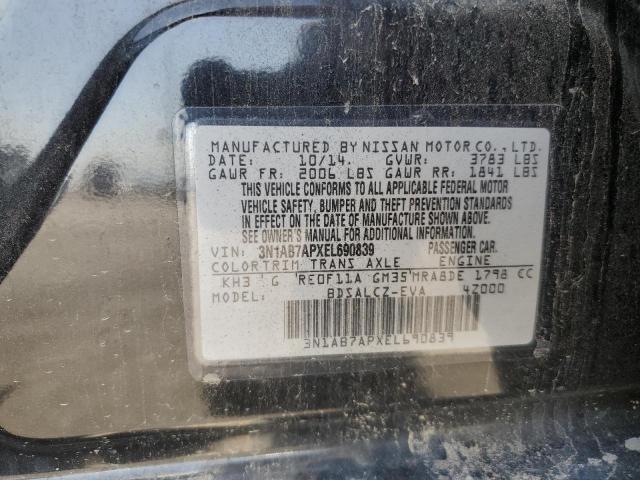 MANUFACTURED BY NISSAN MOTOR CO., LTD.
DATE: 10/14. GVWR: 3783 LBS
GAWR FR: 2006 LBS GAWR RR: 1841 LBS
THIS VEHICLE CONFORMS TO ALL APPLICABLE FEDERAL MOTOR
VEHICLE SAFETY, BUMPER AND THEFT PREVENTION STANDARDS
IN EFFECT ON THE DATE OF MANUFACTURE SHOWN ABOVE.
SEE OWNER'S MANUAL FOR ADDITIONAL INFORMATION.
VIN: 3N1AB7APXEL690839 PASSENGER CAR.
COLOR TRIM TRANS AXLE ENGINE
KH3 G RE0F11A GM35 MRA8DE 1798 CC
MODEL: BDSALCZ-EVA 4Z000
3N1AB7APXEL690839